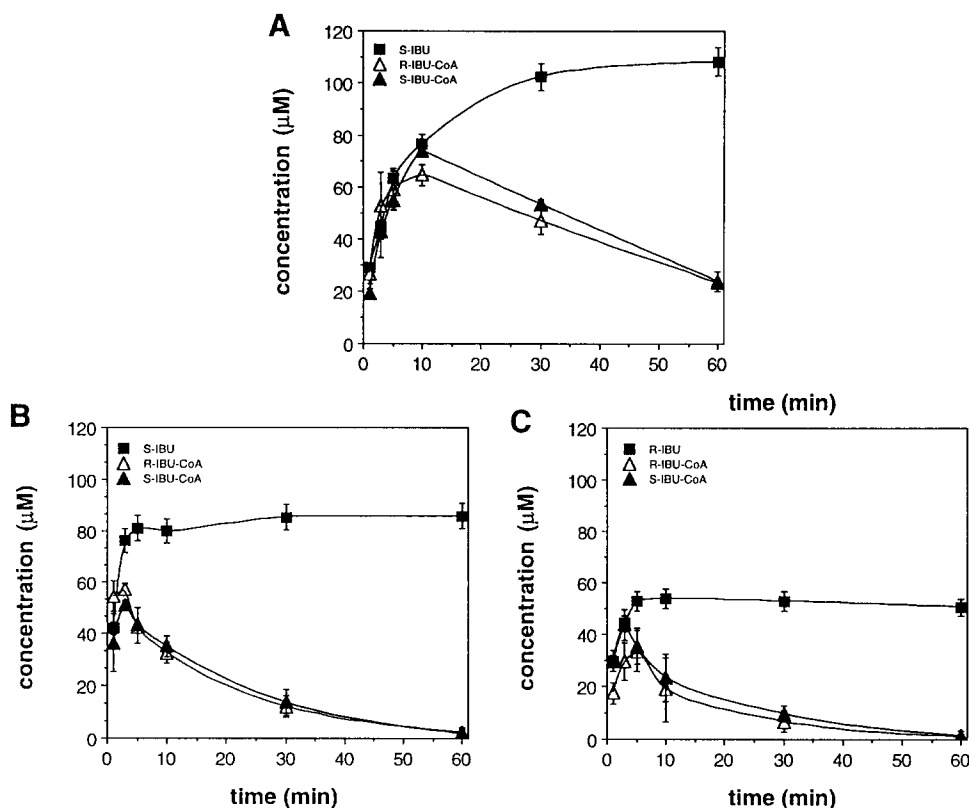 A
S-IBU
R-IBU-CoA
S-IBU-CoA
concentration (µM)
120
100
80
60
40
20
0
0 10 20 30 40 50 60
time (min)
B
S-IBU
R-IBU-CoA
S-IBU-CoA
concentration (µM)
120
100
80
60
40
20
0
0 10 20 30 40 50 60
time (min)
C
R-IBU
R-IBU-CoA
S-IBU-CoA
concentration (µM)
120
100
80
60
40
20
0
0 10 20 30 40 50 60
time (min)